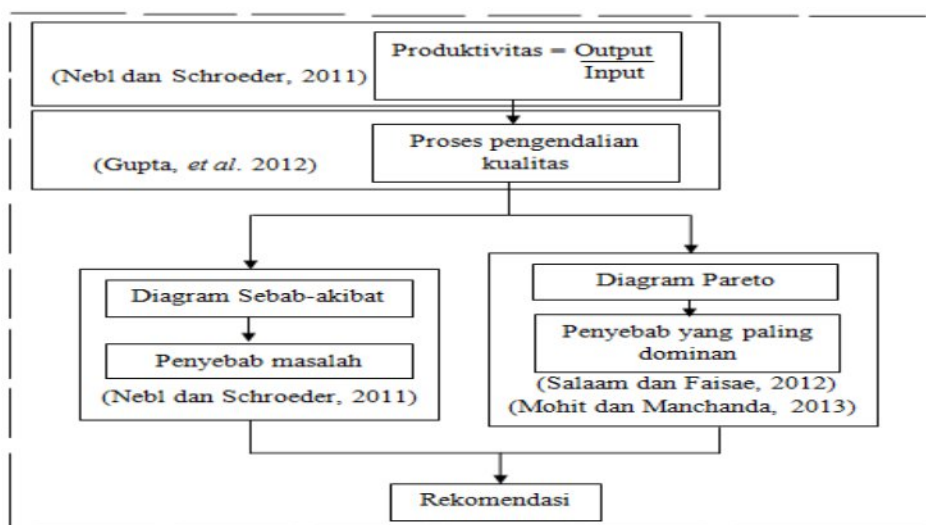 Produktivitas = Output
Input
(Nebl dan Schroeder, 2011)
Proses pengendalian
kualitas
(Gupta, et al. 2012)
Diagram Sebab-akibat
Penyebab masalah
(Nebl dan Schroeder, 2011)
Diagram Pareto
Penyebab yang paling
dominan
(Salaam dan Faisae, 2012)
(Mohit dan Manchanda, 2013)
Rekomendasi